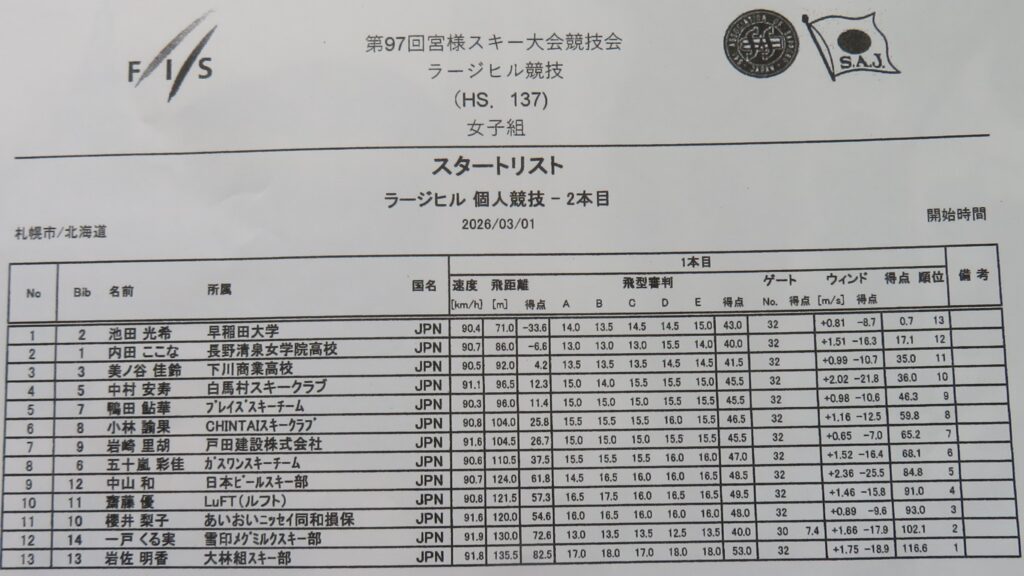 FIS
第97回宮様スキー大会競技会
ラージヒル競技
(HS. 137)
女子組
S.A.J.
スタートリスト
ラージヒル 個人競技 - 2本目
2026/03/01
札幌市/北海道 開始時間
1本目
No Bib 名前 所属 国名 速度 飛距離 飛型審判 ゲート ウィンド 得点 順位 備考
[km/h] [m] 得点 A B C D E 得点 No. 得点 [m/s] 得点
1 2 池田 光希 早稲田大学 JPN 90.4 71.0 -33.6 14.0 13.5 14.5 14.5 15.0 43.0 32 +0.81 -8.7 0.7 13
2 1 内田 ここな 長野清泉女学院高校 JPN 90.7 86.0 -6.6 13.0 13.0 13.0 15.5 14.0 40.0 32 +1.51 -16.3 17.1 12
3 3 美ノ谷 佳鈴 下川商業高校 JPN 90.5 92.0 4.2 13.5 13.5 13.5 14.5 14.5 41.5 32 +0.99 -10.7 35.0 11
4 5 中村 安寿 白馬村スキークラブ JPN 91.1 96.5 12.3 15.0 14.0 15.5 15.5 15.0 45.5 32 +2.02 -21.8 36.0 10
5 7 鴨田 鮎華 ブレイズスキーチーム JPN 90.3 96.0 11.4 15.0 15.0 15.0 15.5 15.5 45.5 32 +0.98 -10.6 46.3 9
6 8 小林 諭果 CHINTAIスキークラブ JPN 90.8 104.0 25.8 15.5 15.5 15.5 16.0 15.5 46.5 32 +1.16 -12.5 59.8 8
7 9 岩崎 里胡 戸田建設株式会社 JPN 91.6 104.5 26.7 15.0 15.0 15.5 15.5 15.5 45.5 32 +0.65 -7.0 65.2 7
8 6 五十嵐 彩佳 ガスワンスキーチーム JPN 90.6 110.5 37.5 15.5 15.5 15.5 16.0 16.0 47.0 32 +1.52 -16.4 68.1 6
9 12 中山 和 日本ビールスキー部 JPN 90.7 124.0 61.8 14.5 16.5 16.0 16.0 16.5 48.5 32 +2.36 -25.5 84.8 5
10 11 齋藤 優 LuFT(ルフト) JPN 90.8 121.5 57.3 16.5 17.5 16.0 16.5 16.5 49.5 32 +1.46 -15.8 91.0 4
11 10 櫻井 梨子 あいおいニッセイ同和損保 JPN 91.6 120.0 54.6 16.0 16.0 16.5 16.0 16.0 48.0 32 +0.89 -9.6 93.0 3
12 14 一戸 くる実 雪印メグミルクスキー部 JPN 91.9 130.0 72.6 13.0 13.5 13.5 12.5 13.5 40.0 30 7.4 +1.66 -17.9 102.1 2
13 13 岩佐 明香 大林組スキー部 JPN 91.8 135.5 82.5 17.0 18.0 17.0 18.0 18.0 53.0 32 +1.75 -18.9 116.6 1